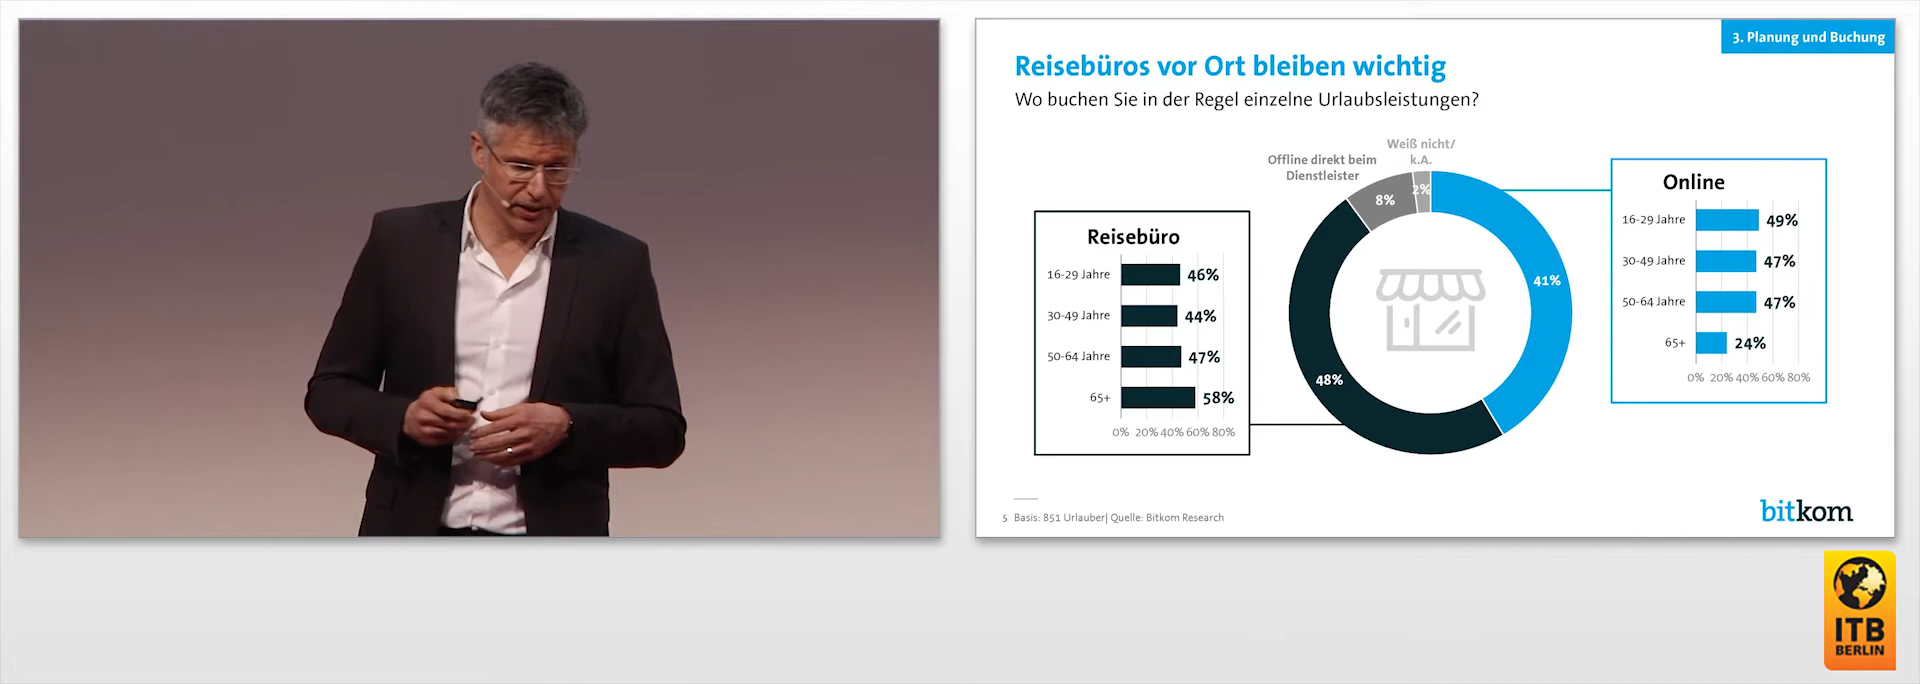 3. Planung und Buchung
Reisebüros vor Ort bleiben wichtig
Wo buchen Sie in der Regel einzelne Urlaubsleistungen?
Weiß nicht/
k.A.
Offline direkt beim
Dienstleister
2%
8%
41%
48%
Reisebüro
16-29 Jahre 46%
30-49 Jahre 44%
50-64 Jahre 47%
65+ 58%
0% 20% 40% 60% 80%
Online
16-29 Jahre 49%
30-49 Jahre 47%
50-64 Jahre 47%
65+ 24%
0% 20% 40% 60% 80%
5 Basis: 851 Urlauber| Quelle: Bitkom Research
bitkom
ITB
BERLIN